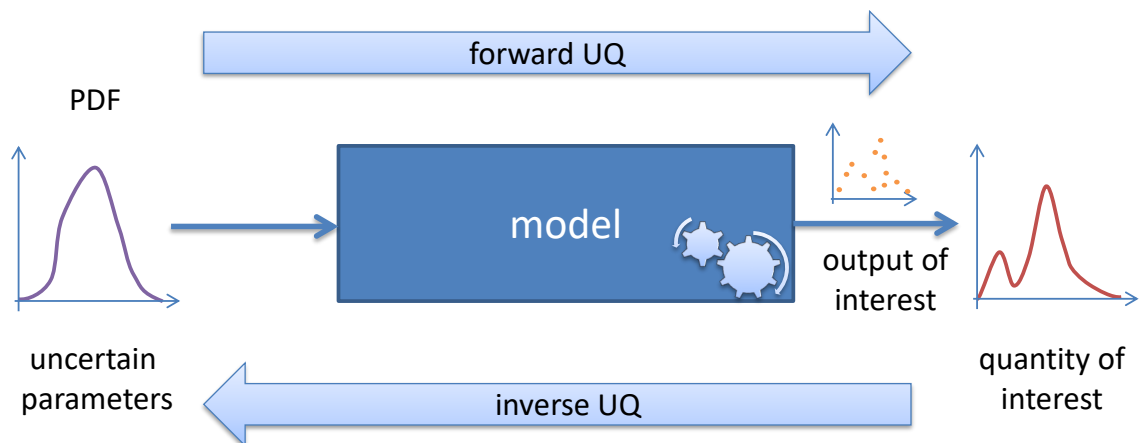 forward UQ
PDF
model
output of
interest
uncertain
parameters
quantity of
interest
inverse UQ